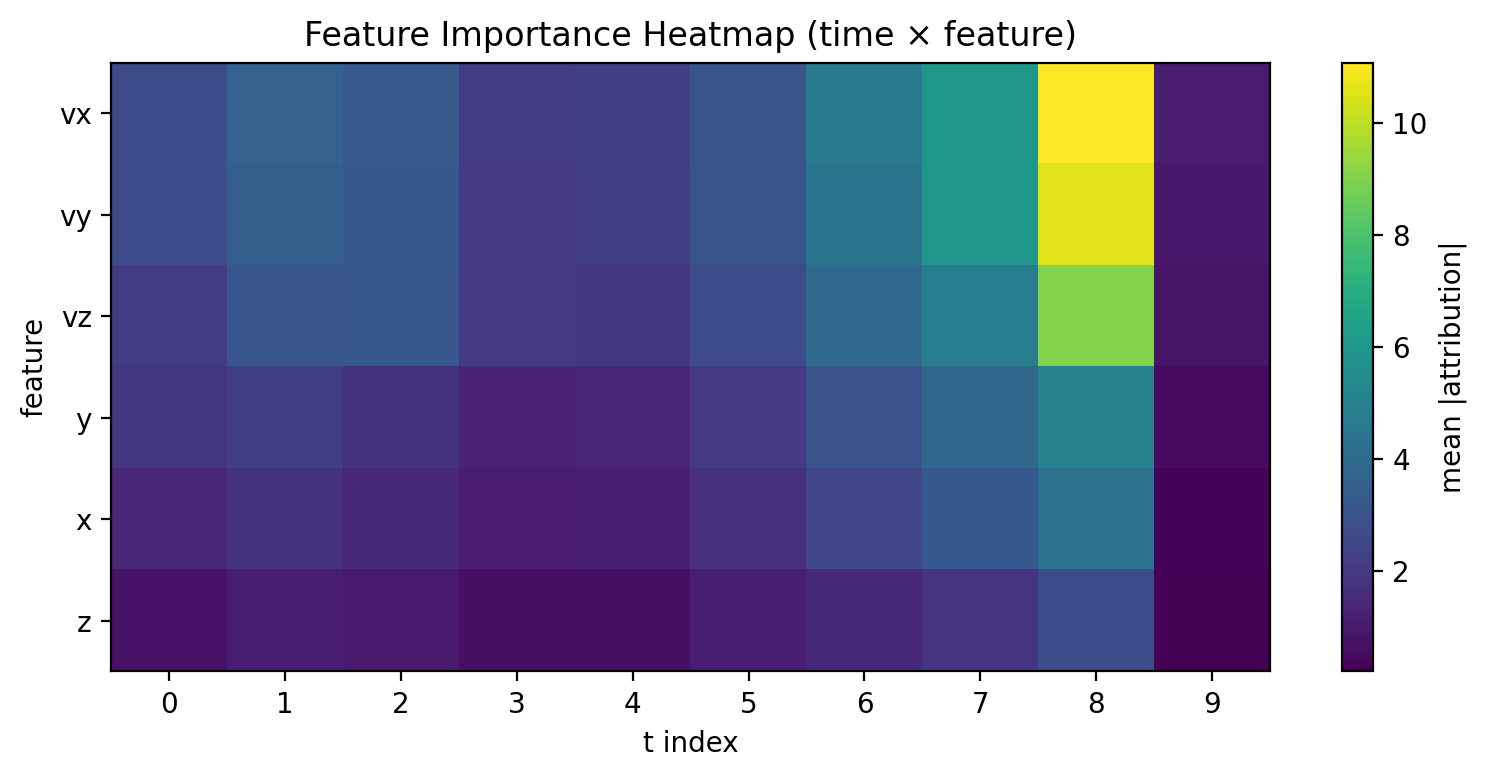 Feature Importance Heatmap (time × feature)
vx
vy
vz
y
x
z
feature
0 1 2 3 4 5 6 7 8 9
t index
10
8
6
4
2
mean |attribution|